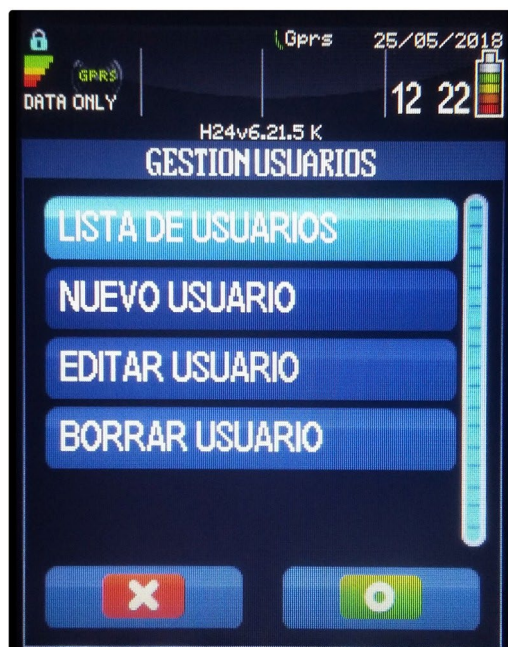 Gprs 25/05/2018
GPRS
DATA ONLY
12 22
H24v6.21.5 K
GESTION USUARIOS
LISTA DE USUARIOS
NUEVO USUARIO
EDITAR USUARIO
BORRAR USUARIO